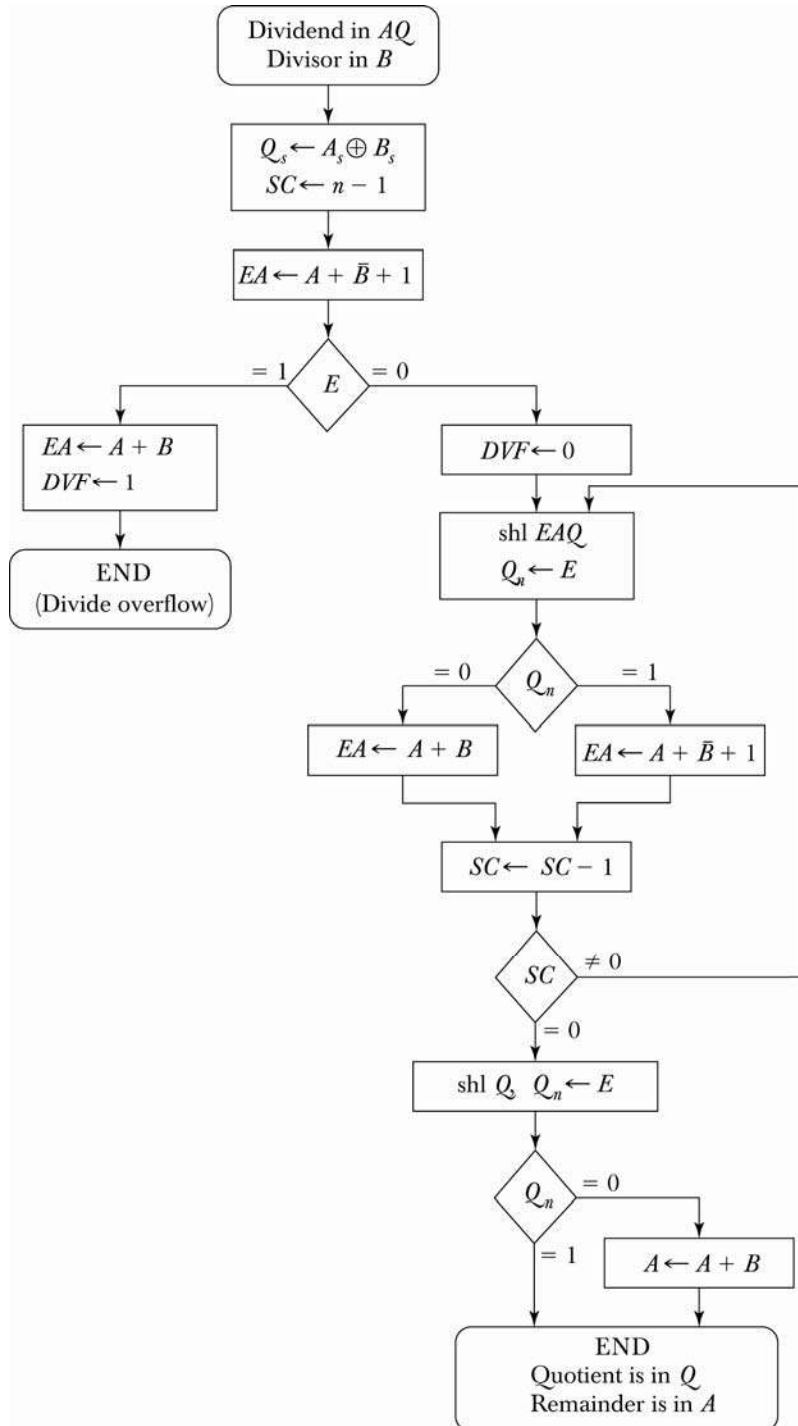 Dividend in AQ
Divisor in B
Qₛ ← Aₛ ⊕ Bₛ
SC ← n − 1
EA ← A + B̅ + 1
= 1
E
= 0
EA ← A + B
DVF ← 1
END
(Divide overflow)
DVF ← 0
shl EAQ
Qₙ ← E
= 0
Qₙ
= 1
EA ← A + B
EA ← A + B̅ + 1
SC ← SC − 1
SC
≠ 0
= 0
shl Q, Qₙ ← E
Qₙ
= 0
= 1
A ← A + B
END
Quotient is in Q
Remainder is in A